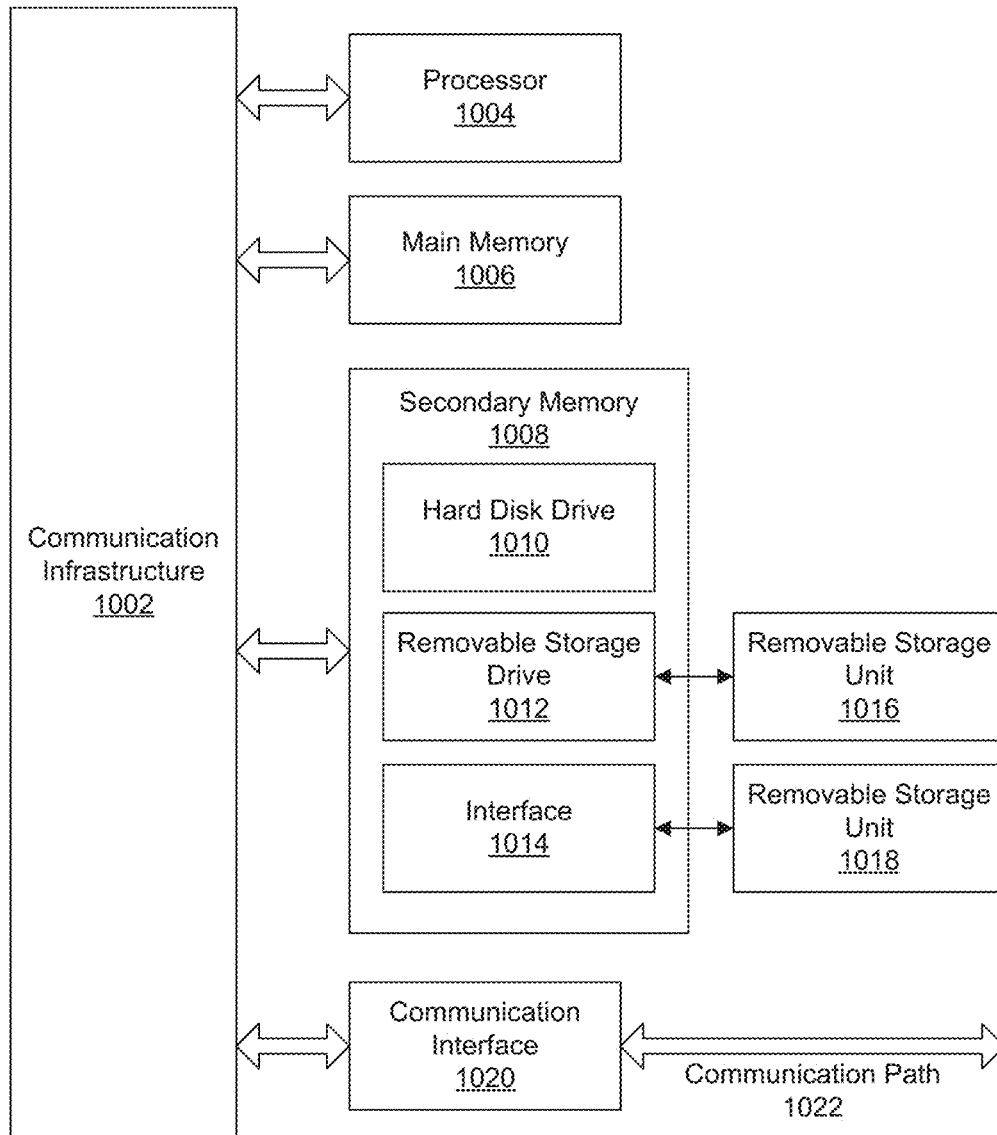 Communication
Infrastructure
1002
Processor
1004
Main Memory
1006
Secondary Memory
1008
Hard Disk Drive
1010
Removable Storage
Drive
1012
Removable Storage
Unit
1016
Interface
1014
Removable Storage
Unit
1018
Communication
Interface
1020
Communication Path
1022